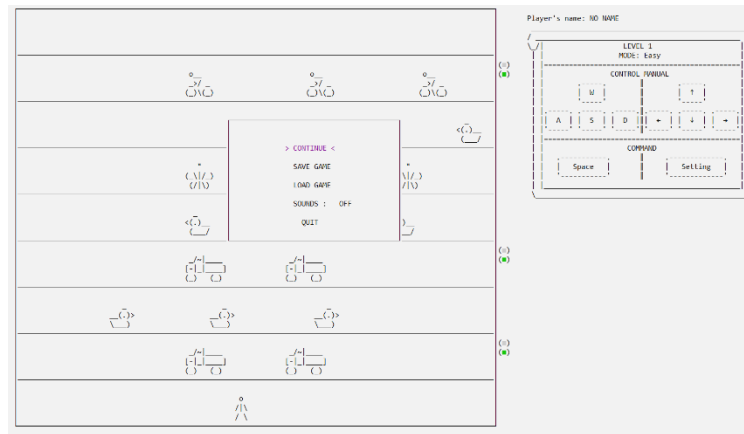 Player's name: NO NAME
LEVEL 1
MODE: Easy
CONTROL MANUAL
W ↑
A S D ← ↓ →
COMMAND
Space Setting
> CONTINUE <
SAVE GAME
LOAD GAME
SOUNDS : OFF
QUIT